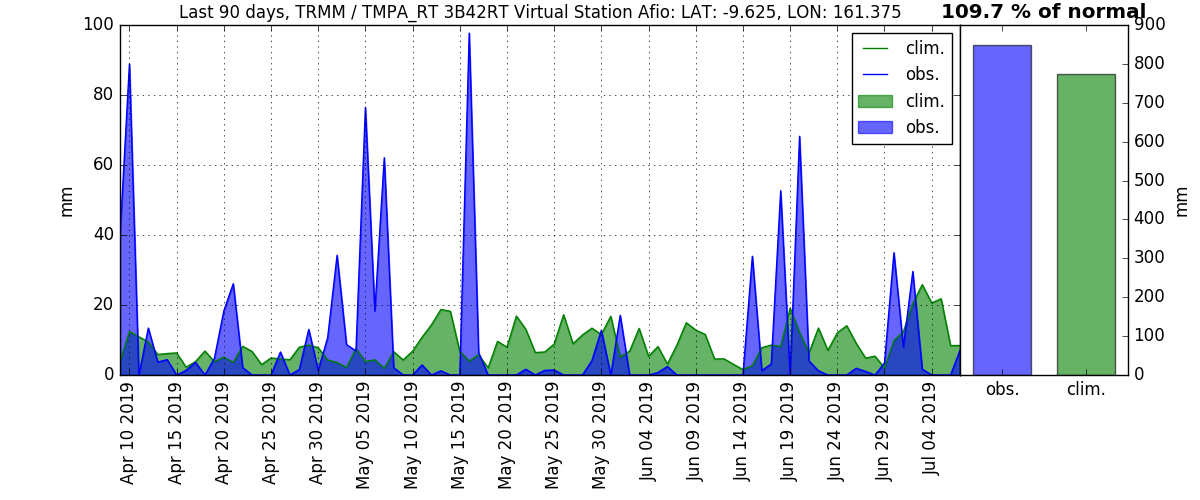 Last 90 days, TRMM / TMPA_RT 3B42RT Virtual Station Afio: LAT: -9.625, LON: 161.375
109.7 % of normal
100
80
60
40
20
0
mm
clim.
obs.
clim.
obs.
900
800
700
600
500
400
300
200
100
0
mm
obs.
clim.
Apr 10 2019
Apr 15 2019
Apr 20 2019
Apr 25 2019
Apr 30 2019
May 05 2019
May 10 2019
May 15 2019
May 20 2019
May 25 2019
May 30 2019
Jun 04 2019
Jun 09 2019
Jun 14 2019
Jun 19 2019
Jun 24 2019
Jun 29 2019
Jul 04 2019